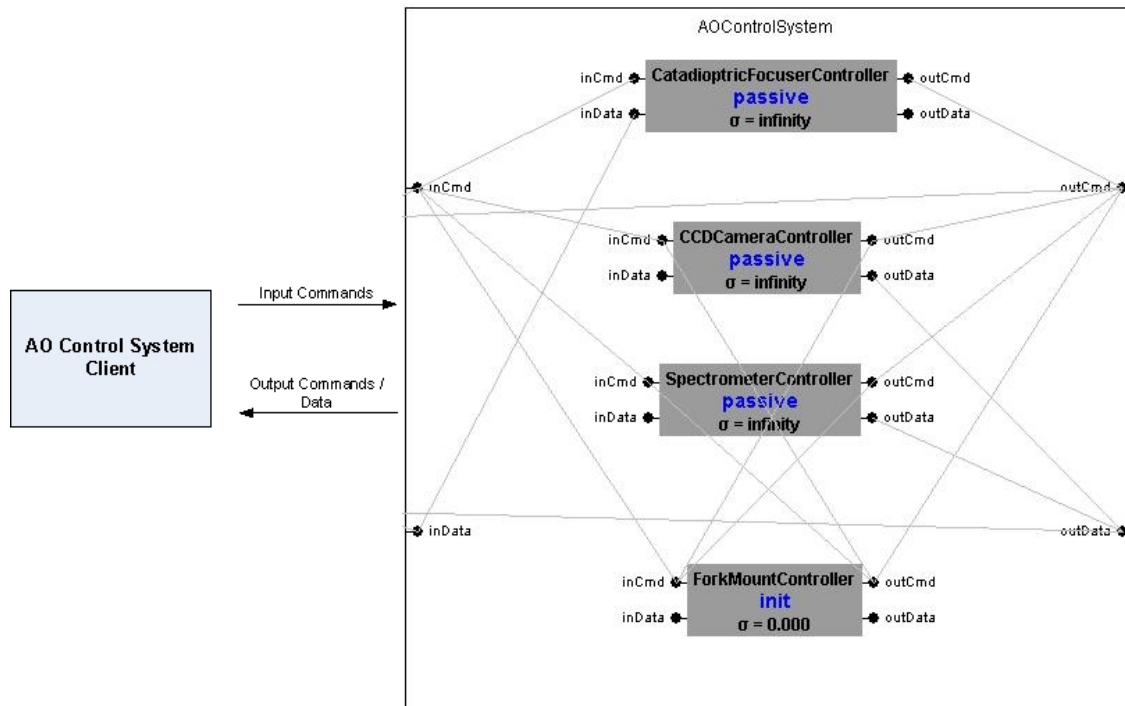 AOControlSystem
inCmd
CatadioptricFocuserController
outCmd
passive
inData
outData
σ = infinity
inCmd
outCmd
inCmd
CCDCameraController
outCmd
passive
inData
outData
σ = infinity
Input Commands
AO Control System
Client
Output Commands /
Data
inCmd
SpectrometerController
outCmd
passive
inData
outData
σ = infinity
inData
outData
inCmd
ForkMountController
outCmd
init
inData
outData
σ = 0.000